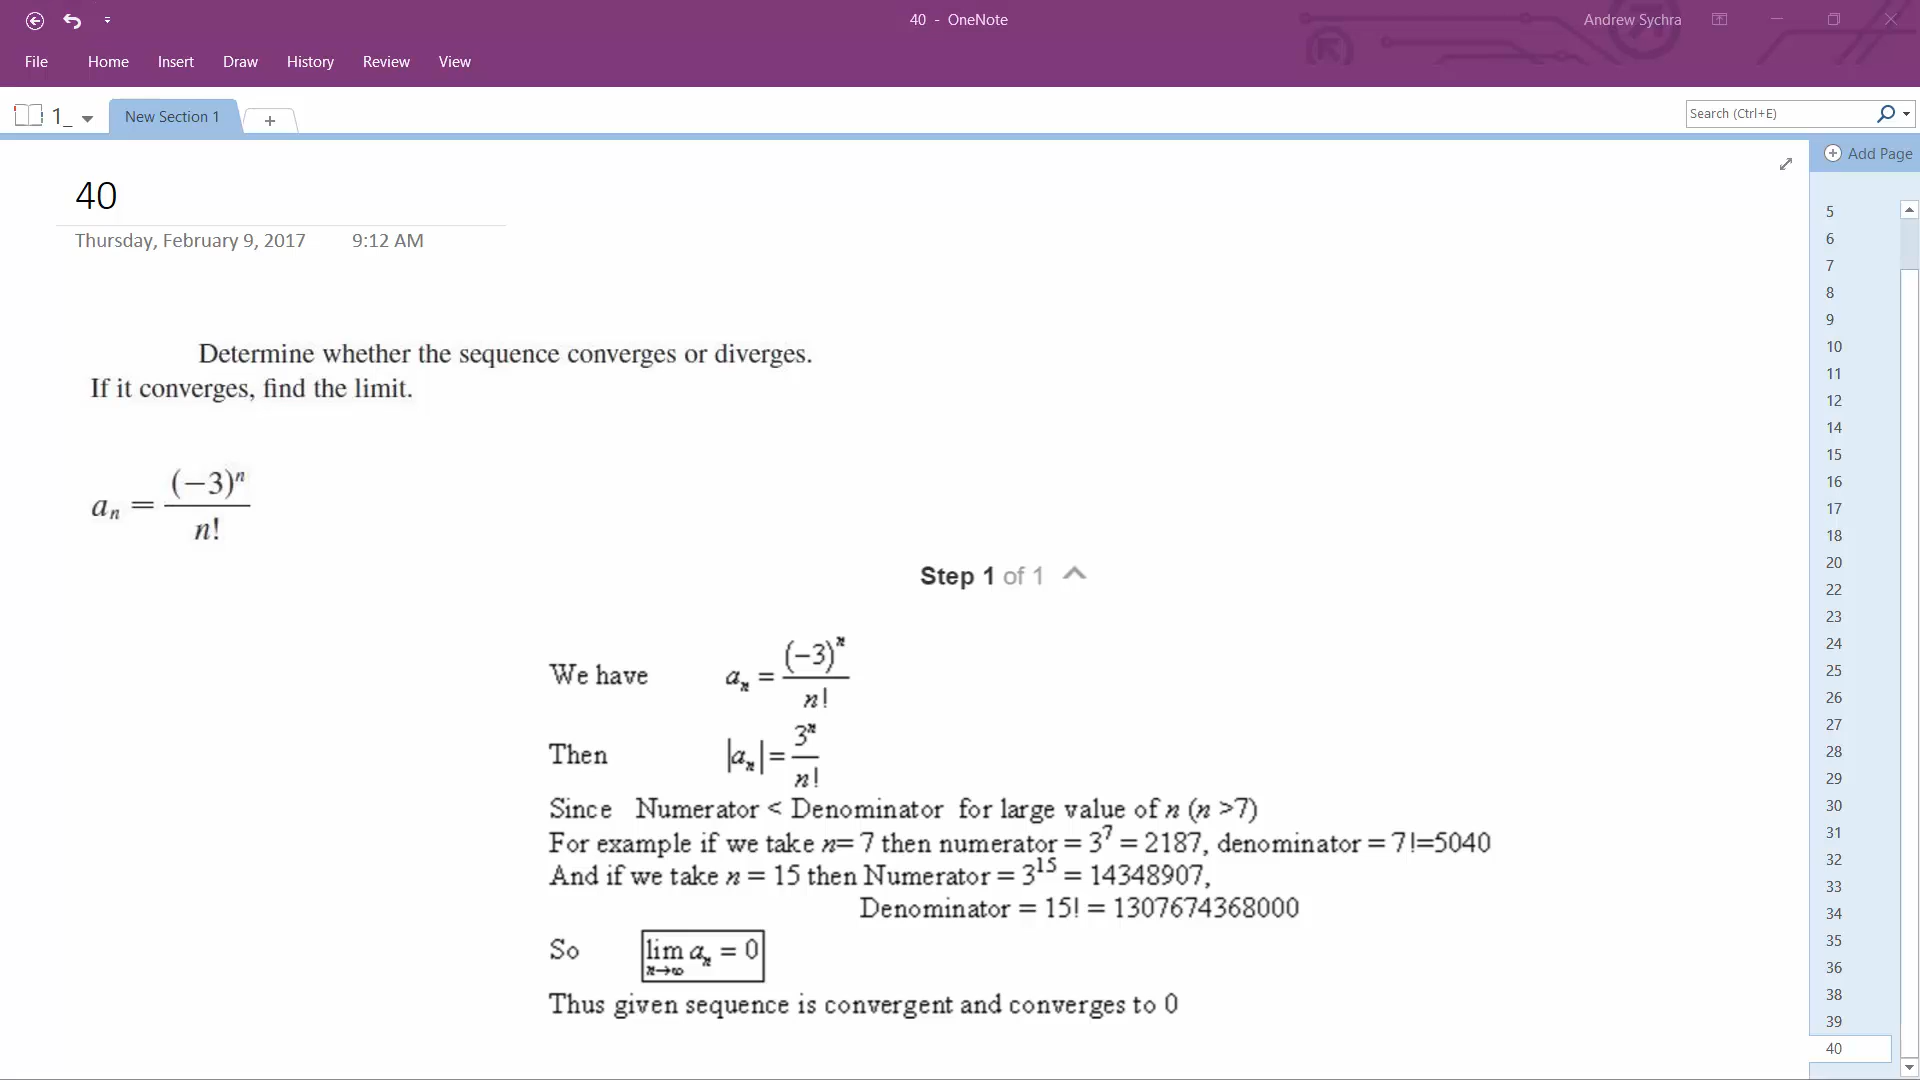 40 - OneNote
Andrew Sychra
File Home Insert Draw History Review View
1_ New Section 1 +
Search (Ctrl+E)
Add Page
40
Thursday, February 9, 2017 9:12 AM
Determine whether the sequence converges or diverges.
If it converges, find the limit.
aₙ = (−3)ⁿ / n!
Step 1 of 1
We have aₙ = (−3)ⁿ / n!
Then |aₙ| = 3ⁿ / n!
Since Numerator < Denominator for large value of n (n >7)
For example if we take n= 7 then numerator = 3⁷ = 2187, denominator = 7!=5040
And if we take n = 15 then Numerator = 3¹⁵ = 14348907,
Denominator = 15! = 1307674368000
So lim n→∞ aₙ = 0
Thus given sequence is convergent and converges to 0
5
6
7
8
9
10
11
12
14
15
16
17
18
20
22
23
24
25
26
27
28
29
30
31
32
33
34
35
36
38
39
40